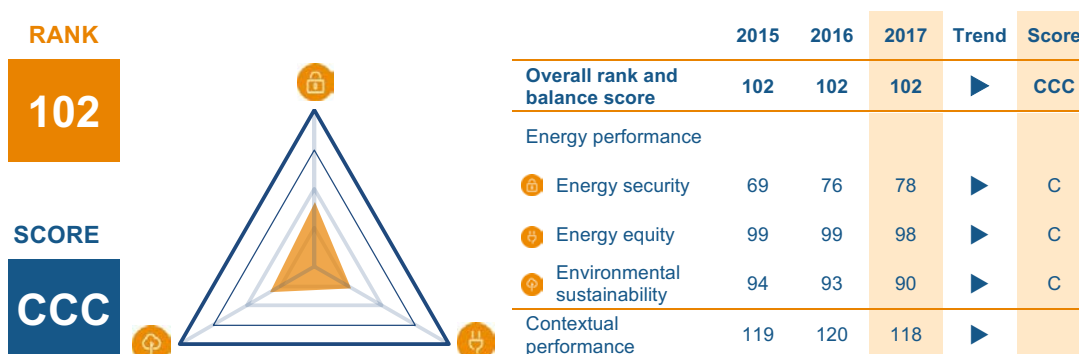 RANK
102
SCORE
CCC
2015 2016 2017 Trend Score
Overall rank and
balance score 102 102 102 ▶ CCC
Energy performance
Energy security 69 76 78 ▶ C
Energy equity 99 99 98 ▶ C
Environmental
sustainability 94 93 90 ▶ C
Contextual
performance 119 120 118 ▶